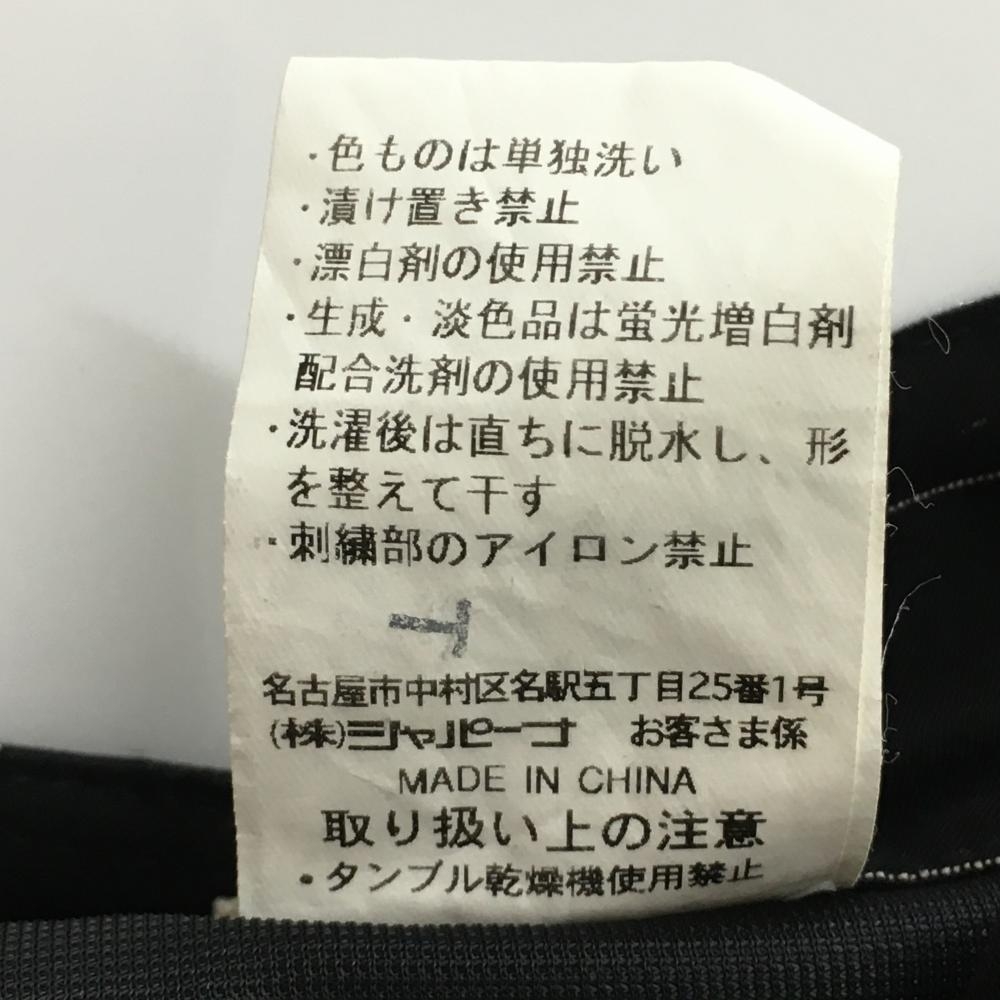 ・色ものは単独洗い
・漬け置き禁止
・漂白剤の使用禁止
・生成・淡色品は蛍光増白剤
配合洗剤の使用禁止
・洗濯後は直ちに脱水し、形
を整えて干す
・刺繍部のアイロン禁止
名古屋市中村区名駅五丁目25番1号
(株)シャルピーナ お客さま係
MADE IN CHINA
取り扱い上の注意
・タンブル乾燥機使用禁止